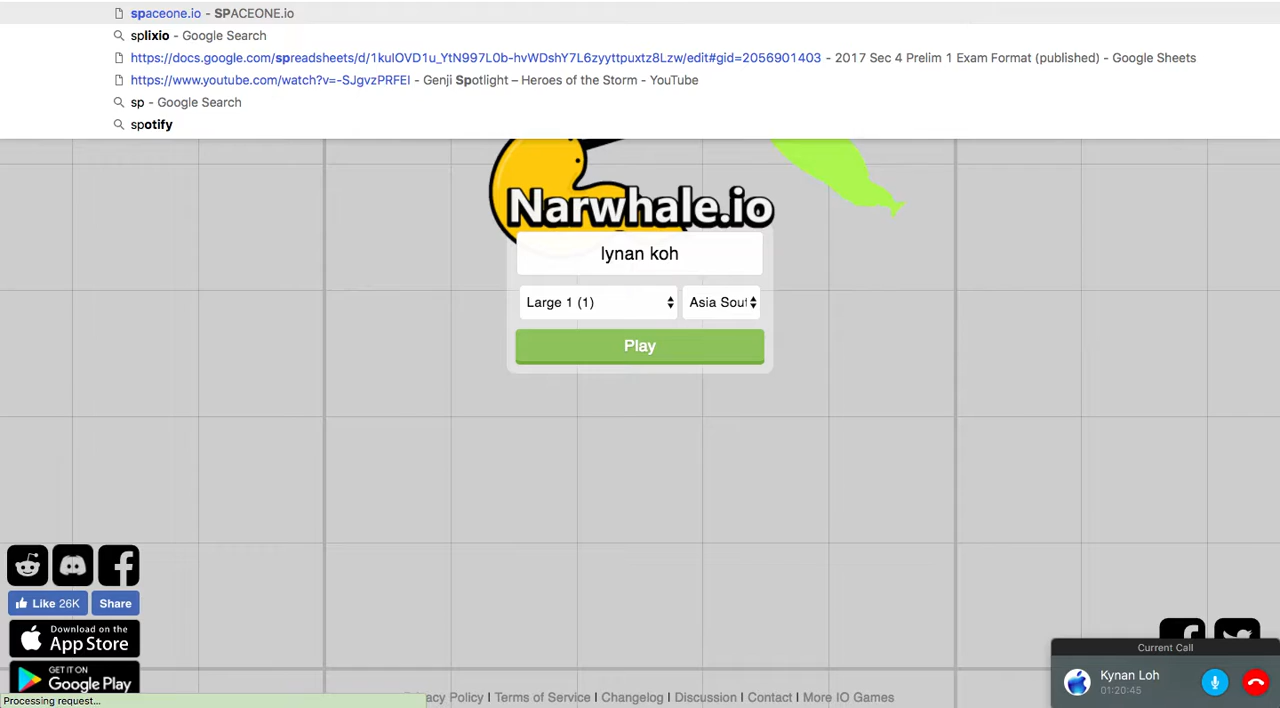 spaceone.io - SPACEONE.io
splixio - Google Search
https://docs.google.com/spreadsheets/d/1kulOVD1u_YtN997L0b-hvWDshY7L6zyyttpuxtz8Lzw/edit#gid=2056901403 - 2017 Sec 4 Prelim 1 Exam Format (published) - Google Sheets
https://www.youtube.com/watch?v=-SJgvzPRFEI - Genji Spotlight – Heroes of the Storm - YouTube
sp - Google Search
spotify
Narwhale.io
lynan koh
Large 1 (1) Asia Sout
Play
Like 26K Share
Download on the
App Store
GET IT ON
Google Play
Processing request...
acy Policy | Terms of Service | Changelog | Discussion | Contact | More IO Games
Current Call
Kynan Loh
01:20:45